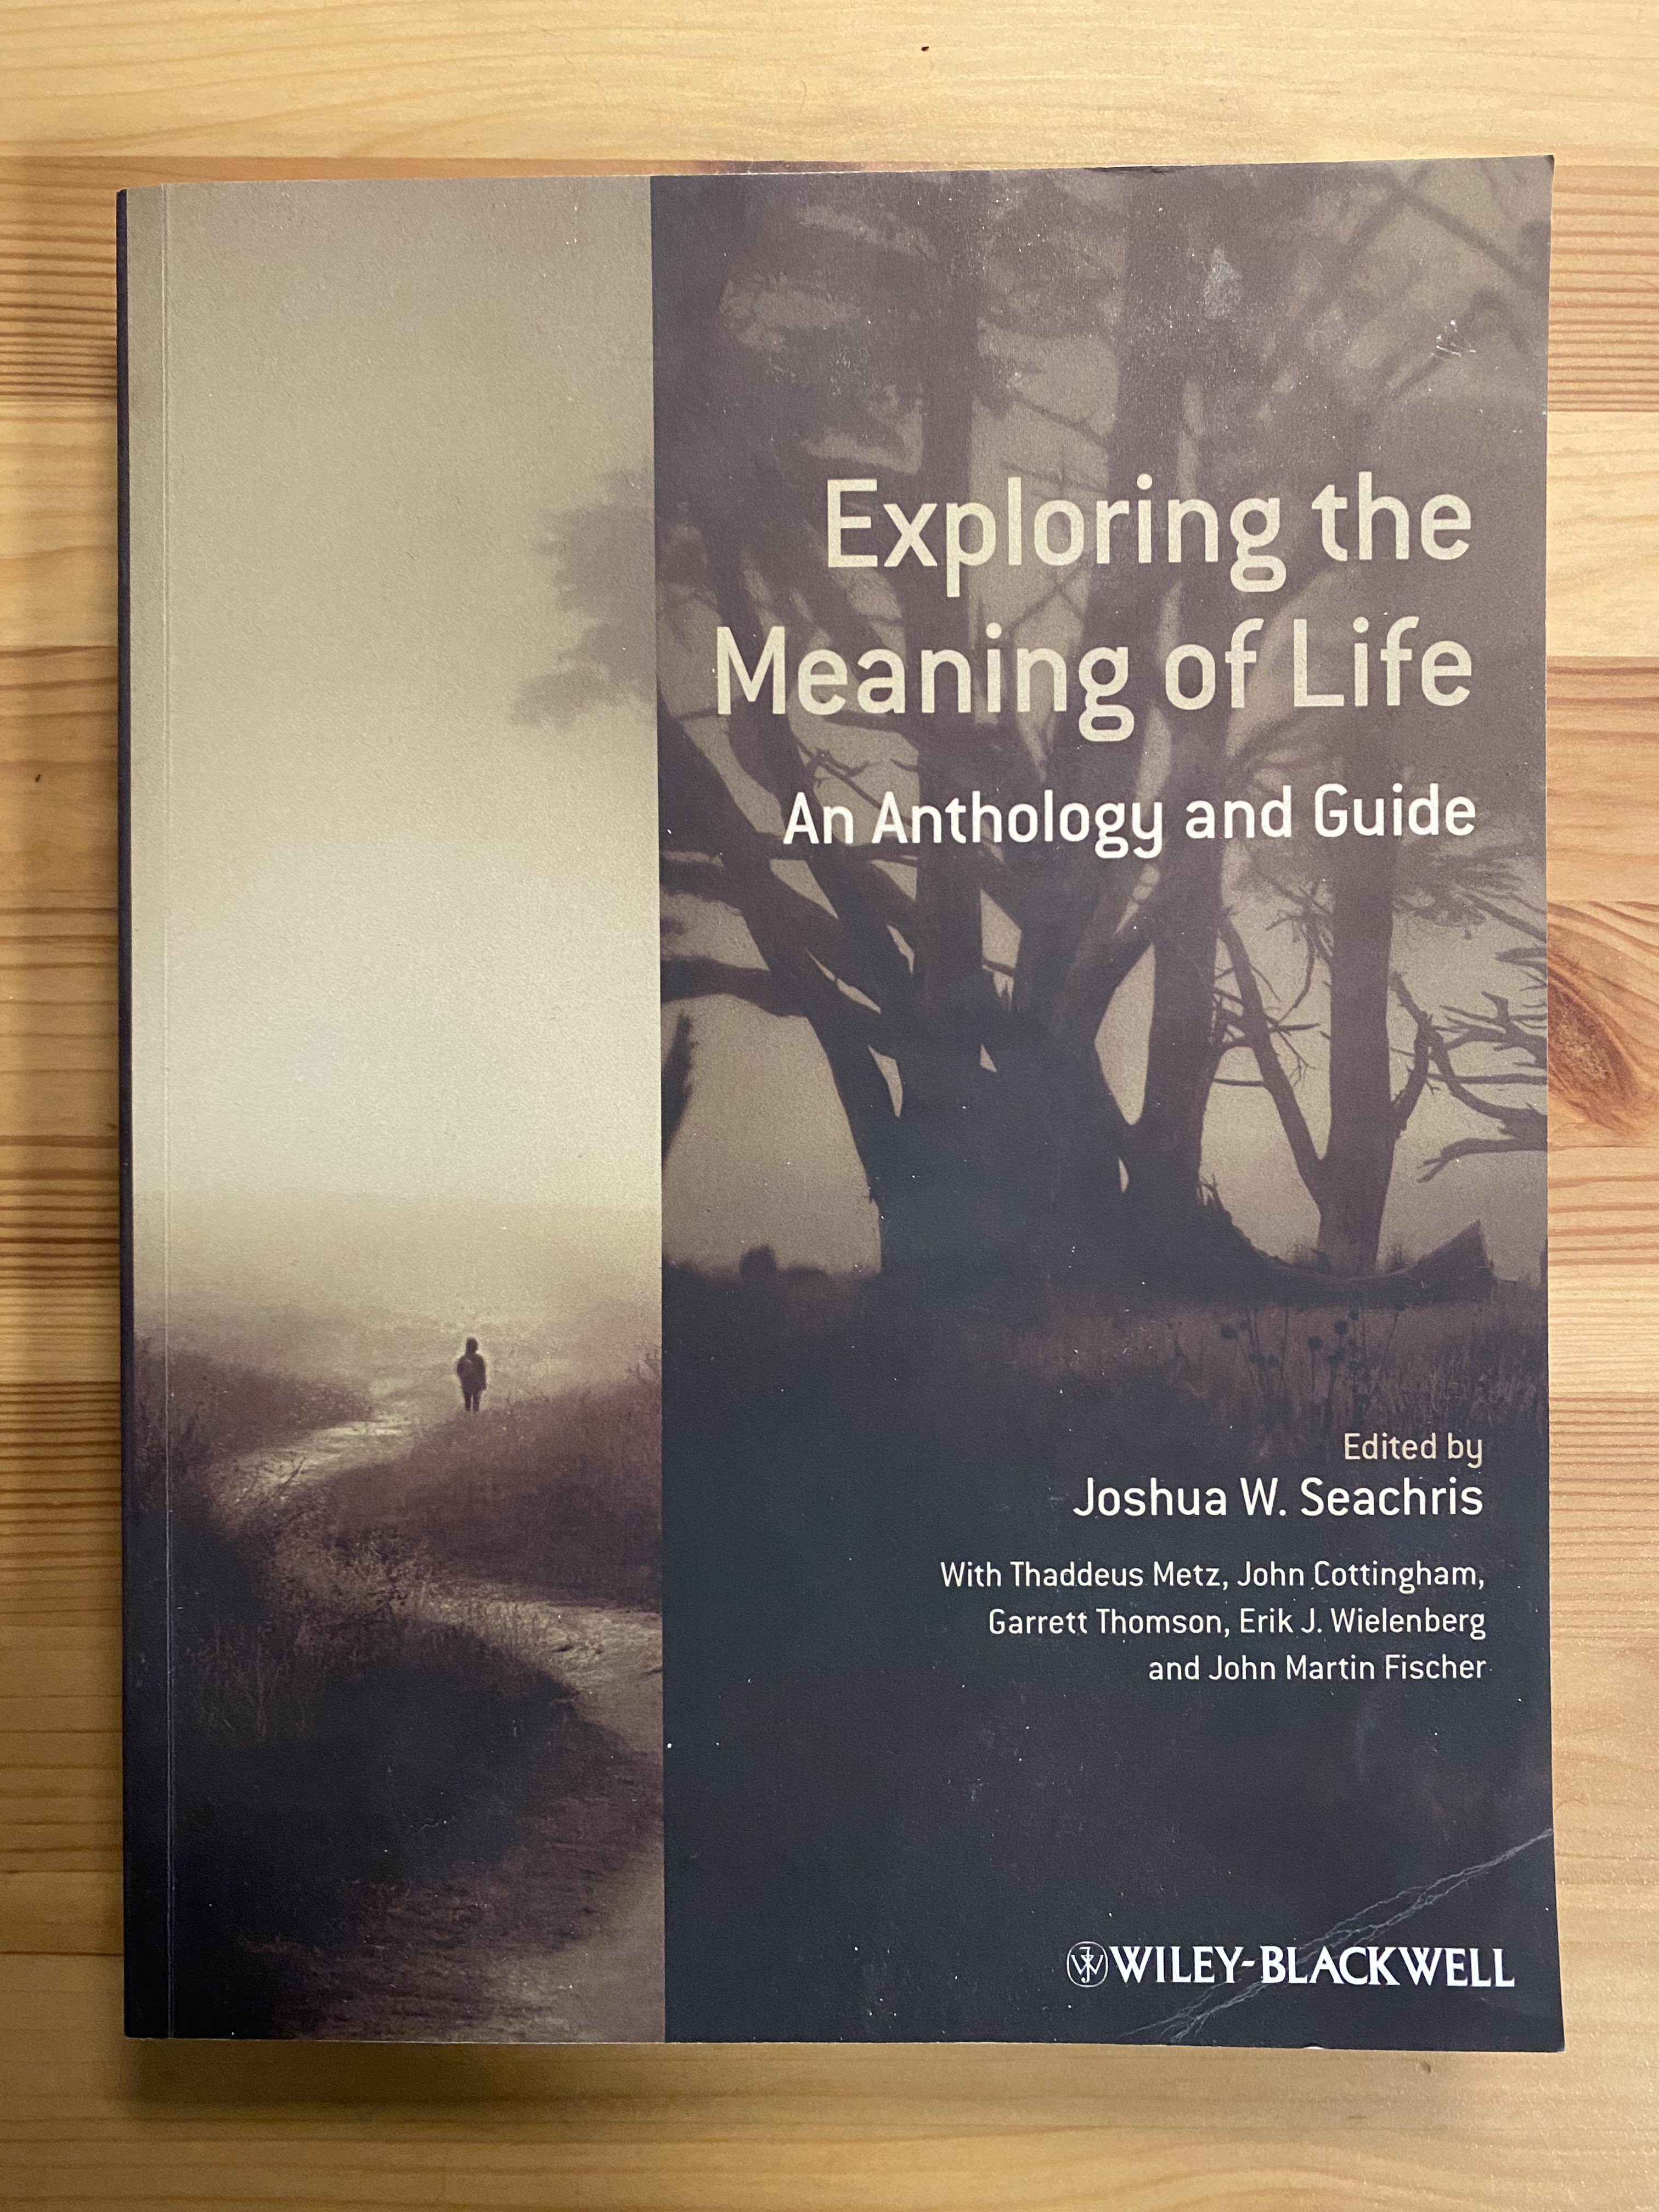 Exploring the
Meaning of Life
An Anthology and Guide
Edited by
Joshua W. Seachris
With Thaddeus Metz, John Cottingham,
Garrett Thomson, Erik J. Wielenberg
and John Martin Fischer
WILEY-BLACKWELL